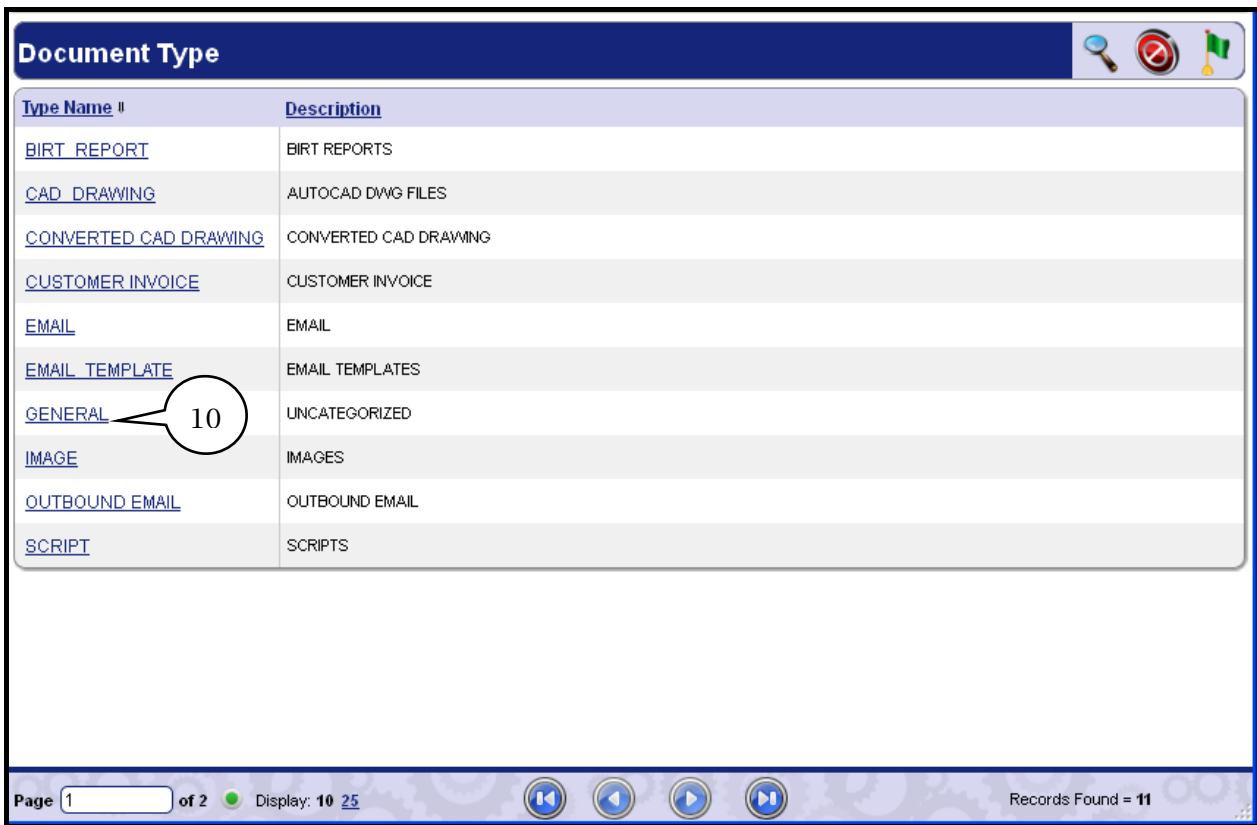 Document Type
Type Name Description
BIRT_REPORT BIRT REPORTS
CAD_DRAWING AUTOCAD DWG FILES
CONVERTED CAD DRAWING CONVERTED CAD DRAWING
CUSTOMER INVOICE CUSTOMER INVOICE
EMAIL EMAIL
EMAIL_TEMPLATE EMAIL TEMPLATES
GENERAL 10 UNCATEGORIZED
IMAGE IMAGES
OUTBOUND EMAIL OUTBOUND EMAIL
SCRIPT SCRIPTS
Page 1 of 2 Display: 10 25 Records Found = 11